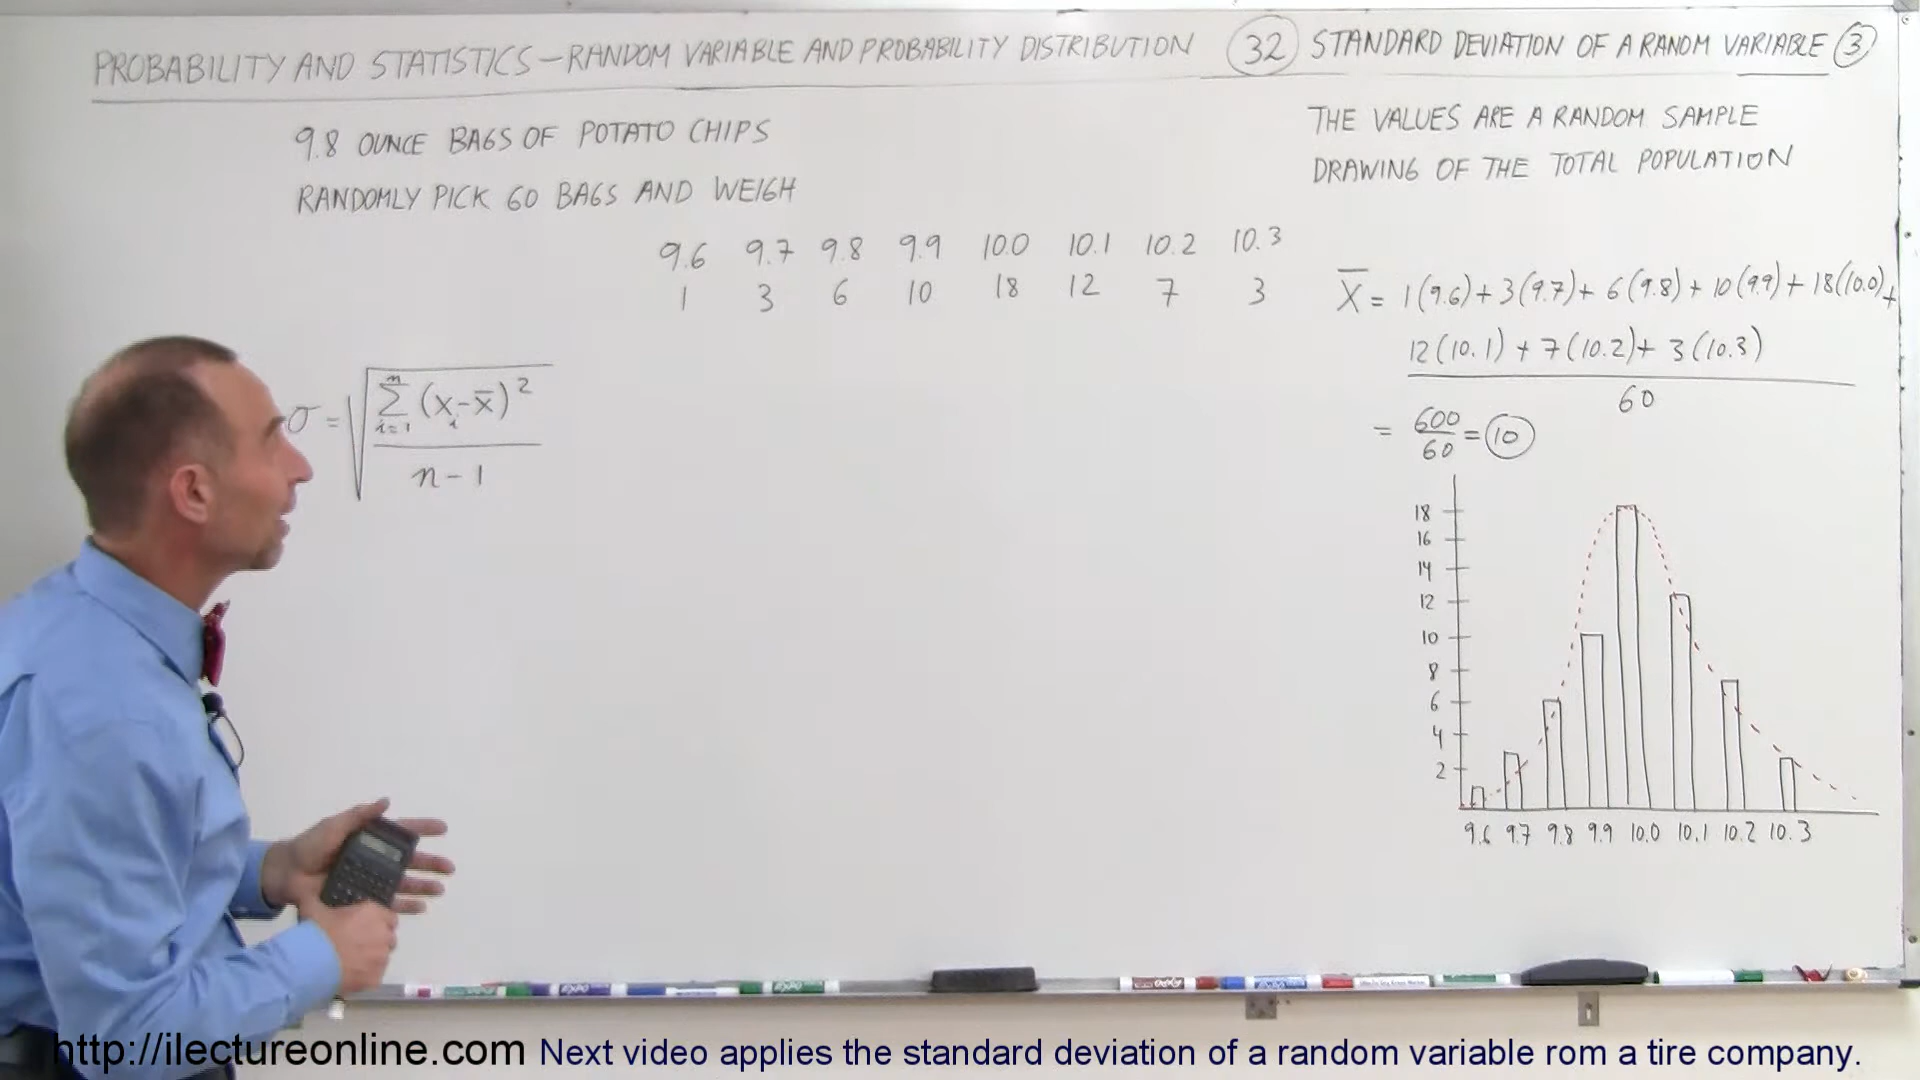 PROBABILITY AND STATISTICS – RANDOM VARIABLE AND PROBABILITY DISTRIBUTION 32 STANDARD DEVIATION OF A RANOM VARIABLE 3
9.8 OUNCE BAGS OF POTATO CHIPS
RANDOMLY PICK 60 BAGS AND WEIGH
THE VALUES ARE A RANDOM SAMPLE
DRAWING OF THE TOTAL POPULATION
9.6 9.7 9.8 9.9 10.0 10.1 10.2 10.3
1 3 6 10 18 12 7 3
X̄ = 1(9.6) + 3(9.7) + 6(9.8) + 10(9.9) + 18(10.0) +
12(10.1) + 7(10.2) + 3(10.3)
60
= 600/60 = 10
σ = √
n
Σ (xᵢ - x̄)²
i=1
n - 1
18
16
14
12
10
8
6
4
2
9.6 9.7 9.8 9.9 10.0 10.1 10.2 10.3
http://ilectureonline.com Next video applies the standard deviation of a random variable rom a tire company.